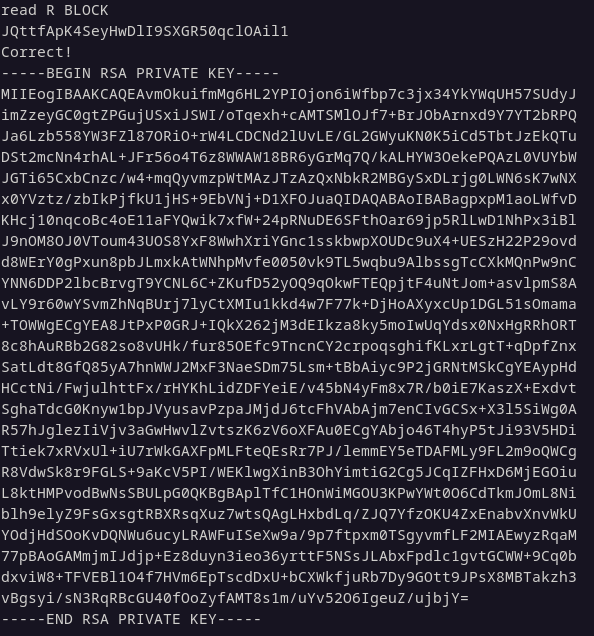 read R BLOCK
JQttfApK4SeyHwDlI9SXGR50qclOAil1
Correct!
-----BEGIN RSA PRIVATE KEY-----
MIIEogIBAAKCAQEAvmOkuifmMg6HL2YPIOjon6iWfbp7c3jx34YkYWqUH57SUdyJ
imZzeyGC0gtZPGujUSxiJSWI/oTqexh+cAMTSMlOJf7+BrJObArnxd9Y7YT2bRPQ
Ja6Lzb558YW3FZl87ORiO+rW4LCDCNd2lUvLE/GL2GWyuKN0K5iCd5TbtJzEkQTu
DSt2mcNn4rhAL+JFr56o4T6z8WWAW18BR6yGrMq7Q/kALHYW3OekePQAzL0VUYbW
JGTi65CxbCnzc/w4+mqQyvmzpWtMAzJTzAzQxNbkR2MBGySxDLrjg0LWN6sK7wNX
x0YVztz/zbIkPjfkU1jHS+9EbVNj+D1XFOJuaQIDAQABAoIBABagpxpM1aoLWfvD
KHcj10nqcoBc4oE11aFYQwik7xfW+24pRNuDE6SFthOar69jp5RlLwD1NhPx3iBl
J9nOM8OJ0VToum43UOS8YxF8WwhXriYGnc1sskbwpXOUDc9uX4+UESzH22P29ovd
d8WErY0gPxun8pbJLmxkAtWNhpMvfe0050vk9TL5wqbu9AlbssgTcCXkMQnPw9nC
YNN6DDP2lbcBrvgT9YCNL6C+ZKufD52yOQ9qOkwFTEQpjtF4uNtJom+asvlpmS8A
vLY9r60wYSvmZhNqBUrj7lyCtXMIu1kkd4w7F77k+DjHoAXyxcUp1DGL51sOmama
+TOWWgECgYEA8JtPxP0GRJ+IQkX262jM3dEIkza8ky5moIwUqYdsx0NxHgRRhORT
8c8hAuRBb2G82so8vUHk/fur85OEfc9TncnCY2crpoqsghifKLxrLgtT+qDpfZnx
SatLdt8GfQ85yA7hnWWJ2MxF3NaeSDm75Lsm+tBbAiyc9P2jGRNtMSkCgYEAypHd
HCctNi/FwjulhttFx/rHYKhLidZDFYeiE/v45bN4yFm8x7R/b0iE7KaszX+Exdvt
SghaTdcG0Knyw1bpJVyusavPzpaJMjdJ6tcFhVAbAjm7enCIvGCSx+X3l5SiWg0A
R57hJglezIiVjv3aGwHwvlZvtszK6zV6oXFAu0ECgYAbjo46T4hyP5tJi93V5HDi
Ttiek7xRVxUl+iU7rWkGAXFpMLFteQEsRr7PJ/lemmEY5eTDAFMLy9FL2m9oQWCg
R8VdwSk8r9FGLS+9aKcV5PI/WEKlwgXinB3OhYimtiG2Cg5JCqIZFHxD6MjEGOiu
L8ktHMPvodBwNsSBULpG0QKBgBAplTfC1HOnWiMGOU3KPwYWt0O6CdTkmJOmL8Ni
blh9elyZ9FsGxsgtRBXRsqXuz7wtsQAgLHxbdLq/ZJQ7YfzOKU4ZxEnabvXnvWkU
YOdjHdSOoKvDQNWu6ucyLRAWFuISeXw9a/9p7ftpxm0TSgyvmfLF2MIAEwyzRqaM
77pBAoGAMmjmIJdjp+Ez8duyn3ieo36yrttF5NSsJLAbxFpdlc1gvtGCWW+9Cq0b
dxviW8+TFVEBl1O4f7HVm6EpTscdDxU+bCXWkfjuRb7Dy9GOtt9JPsX8MBTakzh3
vBgsyi/sN3RqRBcGU40fOoZyfAMT8s1m/uYv52O6IgeuZ/ujbjY=
-----END RSA PRIVATE KEY-----